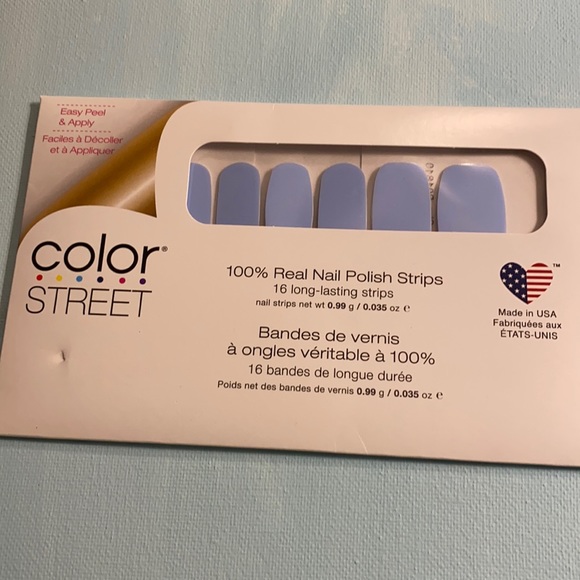 Easy Peel
& Apply
Faciles à Décoller
et à Appliquer
color®
STREET
100% Real Nail Polish Strips
16 long-lasting strips
nail strips net wt 0.99 g / 0.035 oz ℮
Bandes de vernis
à ongles véritable à 100%
16 bandes de longue durée
Poids net des bandes de vernis 0.99 g / 0.035 oz ℮
Made in USA
Fabriquées aux
ÉTATS-UNIS